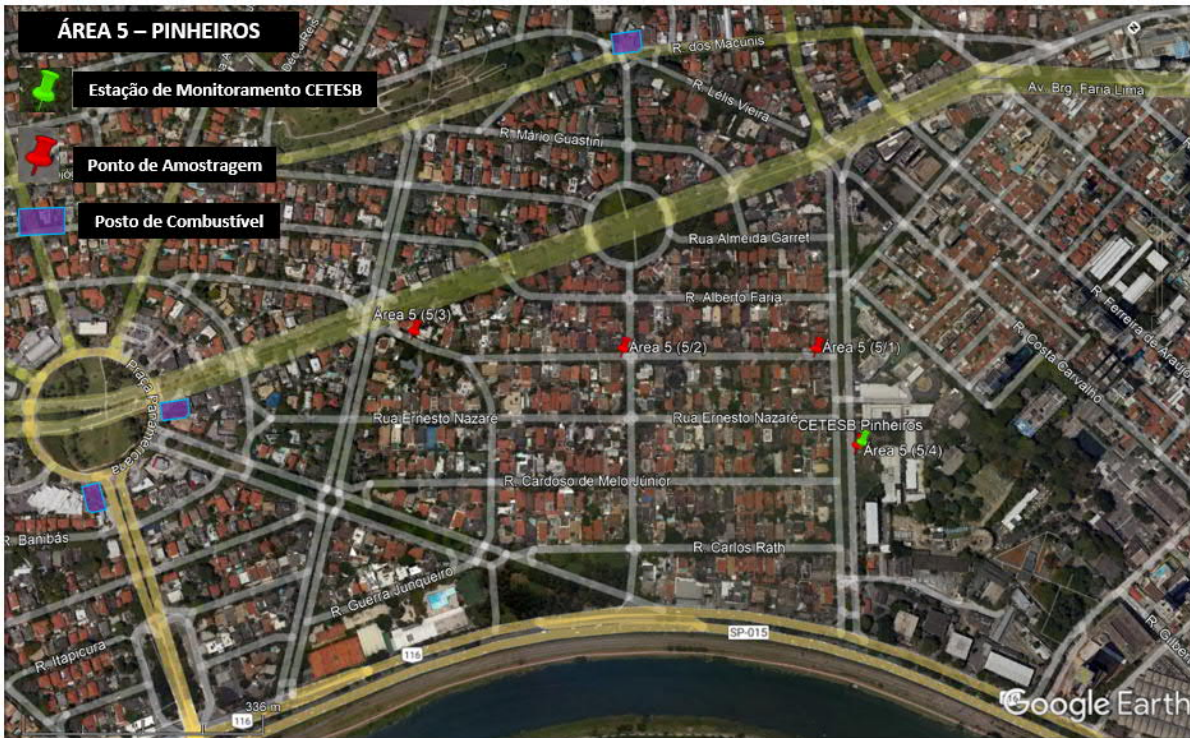 ÁREA 5 – PINHEIROS
Estação de Monitoramento CETESB
Ponto de Amostragem
Posto de Combustível
R. dos Macunis
R. Lélis Vieira
Av. Brg. Faria Lima
R. Mário Guastini
Rua Almeida Garret
R. Alberto Faria
R. Ferreira de Araújo
R. Costa Carvalho
Área 5 (5/3)
Área 5 (5/2)
Área 5 (5/1)
Praça Panamericana
Rua Ernesto Nazaré
Rua Ernesto Nazaré
CETESB Pinheiros
Área 5 (5/4)
R. Cardoso de Melo Júnior
R. Banibás
R. Carlos Rath
R. Guerra Junqueiro
R. Itapicura
SP-015
116
116
336 m
Google Earth